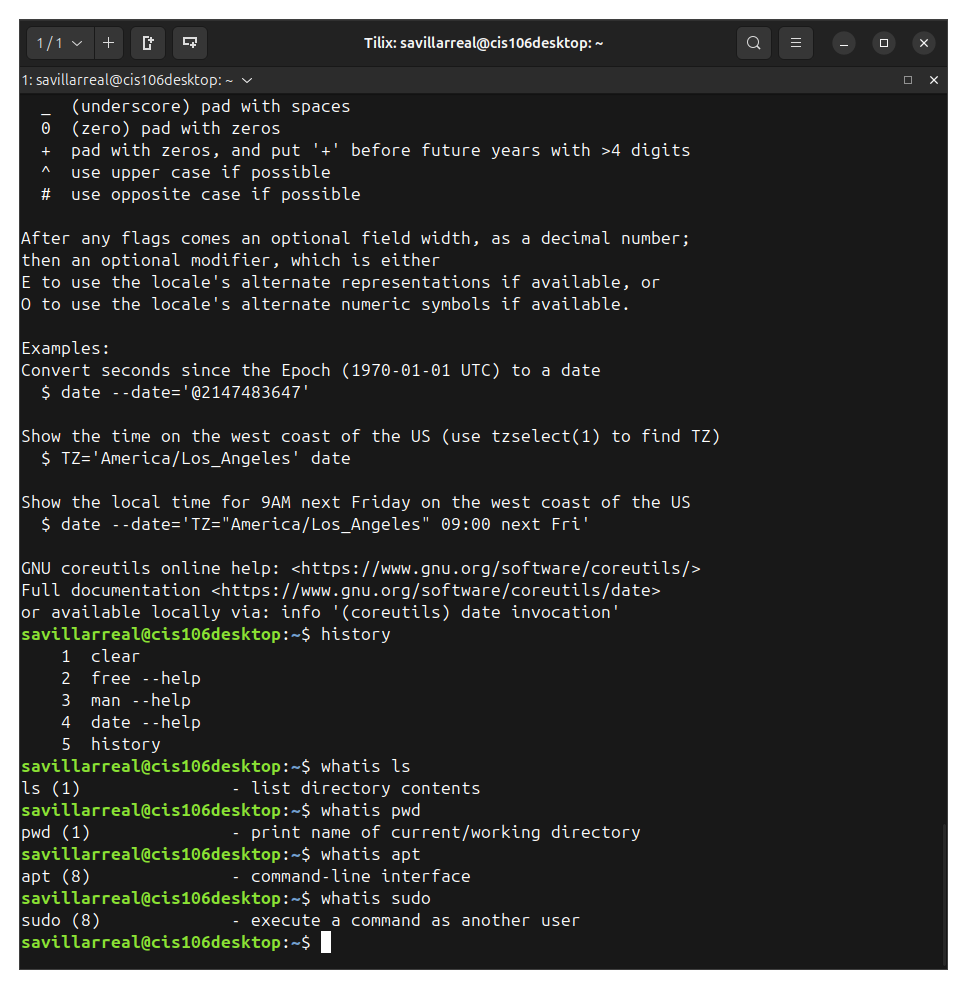 1 / 1
Tilix: savillarreal@cis106desktop: ~
1: savillarreal@cis106desktop: ~
  _  (underscore) pad with spaces
  0  (zero) pad with zeros
  +  pad with zeros, and put '+' before future years with >4 digits
  ^  use upper case if possible
  #  use opposite case if possible

After any flags comes an optional field width, as a decimal number;
then an optional modifier, which is either
E to use the locale's alternate representations if available, or
O to use the locale's alternate numeric symbols if available.

Examples:
Convert seconds since the Epoch (1970-01-01 UTC) to a date
  $ date --date='@2147483647'

Show the time on the west coast of the US (use tzselect(1) to find TZ)
  $ TZ='America/Los_Angeles' date

Show the local time for 9AM next Friday on the west coast of the US
  $ date --date='TZ="America/Los_Angeles" 09:00 next Fri'

GNU coreutils online help: <https://www.gnu.org/software/coreutils/>
Full documentation <https://www.gnu.org/software/coreutils/date>
or available locally via: info '(coreutils) date invocation'
savillarreal@cis106desktop:~$ history
    1  clear
    2  free --help
    3  man --help
    4  date --help
    5  history
savillarreal@cis106desktop:~$ whatis ls
ls (1)               - list directory contents
savillarreal@cis106desktop:~$ whatis pwd
pwd (1)              - print name of current/working directory
savillarreal@cis106desktop:~$ whatis apt
apt (8)              - command-line interface
savillarreal@cis106desktop:~$ whatis sudo
sudo (8)             - execute a command as another user
savillarreal@cis106desktop:~$